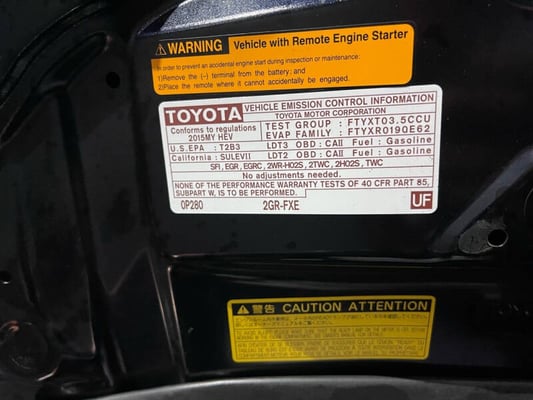 WARNING Vehicle with Remote Engine Starter
In order to prevent an accidental engine start during inspection or maintenance:
1)Remove the (−) terminal from the battery; and
2)Place the remote where it cannot accidentally be engaged.
TOYOTA VEHICLE EMISSION CONTROL INFORMATION
TOYOTA MOTOR CORPORATION
Conforms to regulations
2015MY HEV
TEST GROUP : FTYXT03.5CCU
EVAP FAMILY : FTYXR0190E62
U.S.EPA : T2B3 LDT3 OBD : CAII Fuel : Gasoline
California : SULEVII LDT2 OBD : CAII Fuel : Gasoline
SFI , EGR , EGRC , 2WR-HO2S , 2TWC , 2HO2S , TWC
No adjustments needed.
NONE OF THE PERFORMANCE WARRANTY TESTS OF 40 CFR PART 85,
SUBPART W, IS TO BE PERFORMED.
0P280 2GR-FXE UF
警告 CAUTION ATTENTION